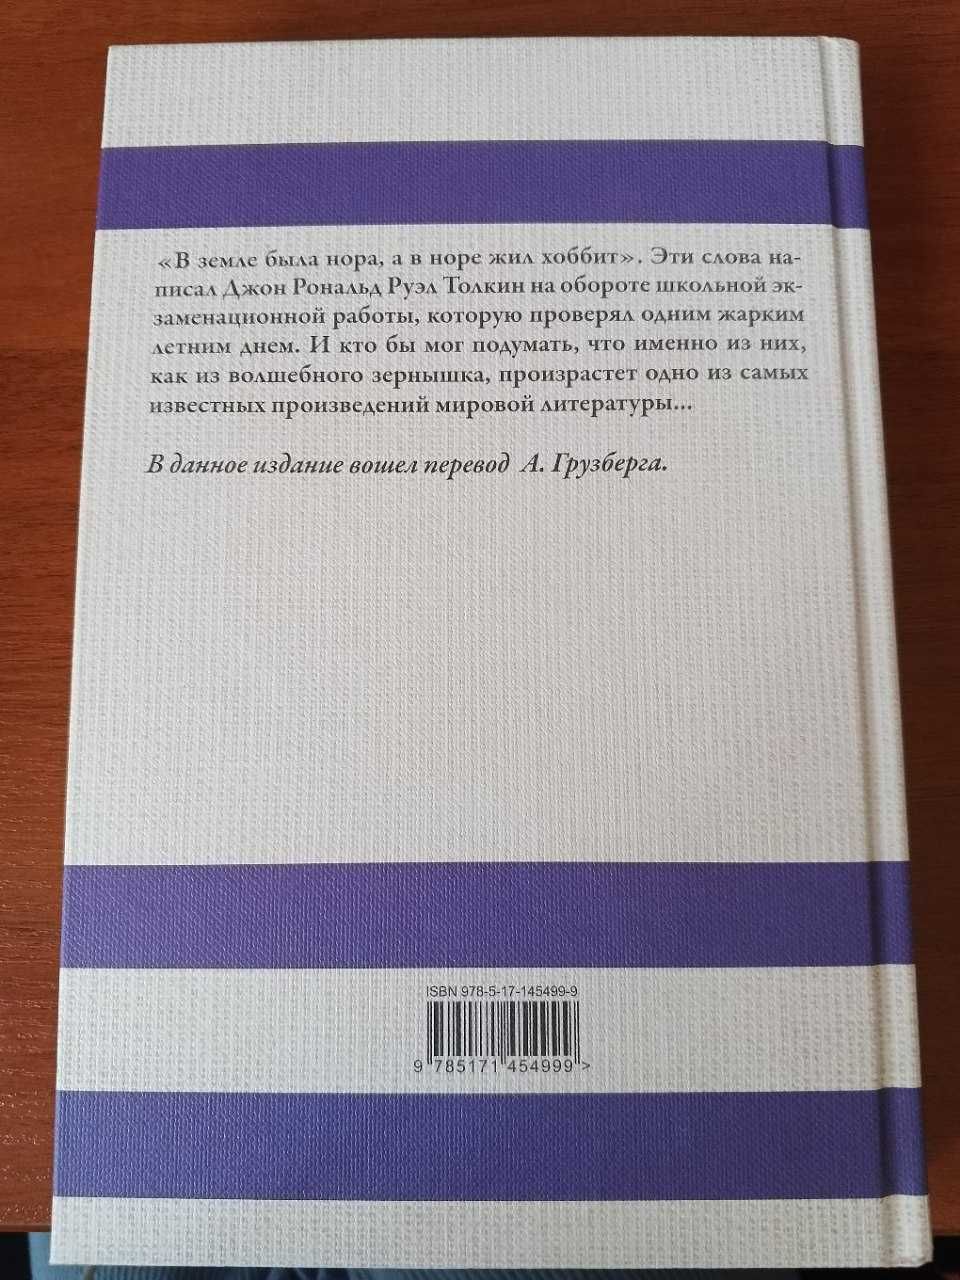 «В земле была нора, а в норе жил хоббит». Эти слова на-
писал Джон Рональд Руэл Толкин на обороте школьной эк-
заменационной работы, которую проверял одним жарким
летним днем. И кто бы мог подумать, что именно из них,
как из волшебного зернышка, произрастет одно из самых
известных произведений мировой литературы...
В данное издание вошел перевод А. Грузберга.
ISBN 978-5-17-145499-9
9 785171 454999 >